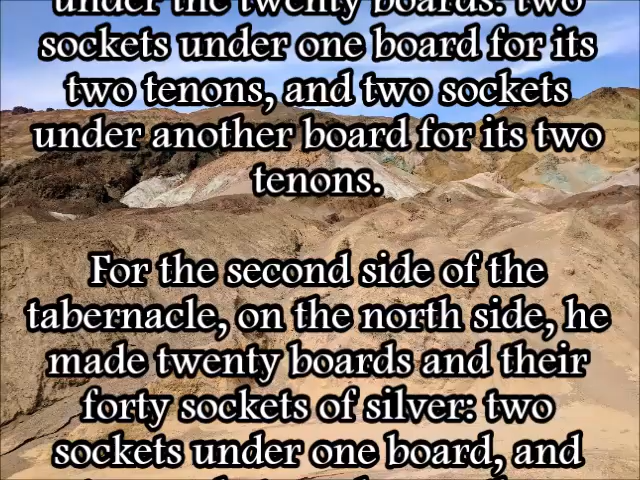 under the twenty boards: two
sockets under one board for its
two tenons, and two sockets
under another board for its two
tenons.
For the second side of the
tabernacle, on the north side, he
made twenty boards and their
forty sockets of silver: two
sockets under one board, and